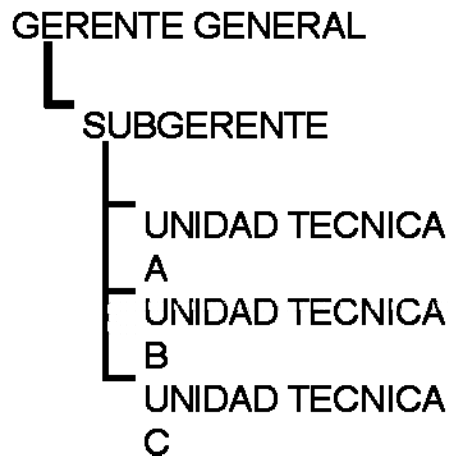 GERENTE GENERAL
SUBGERENTE
UNIDAD TECNICA
A
UNIDAD TECNICA
B
UNIDAD TECNICA
C